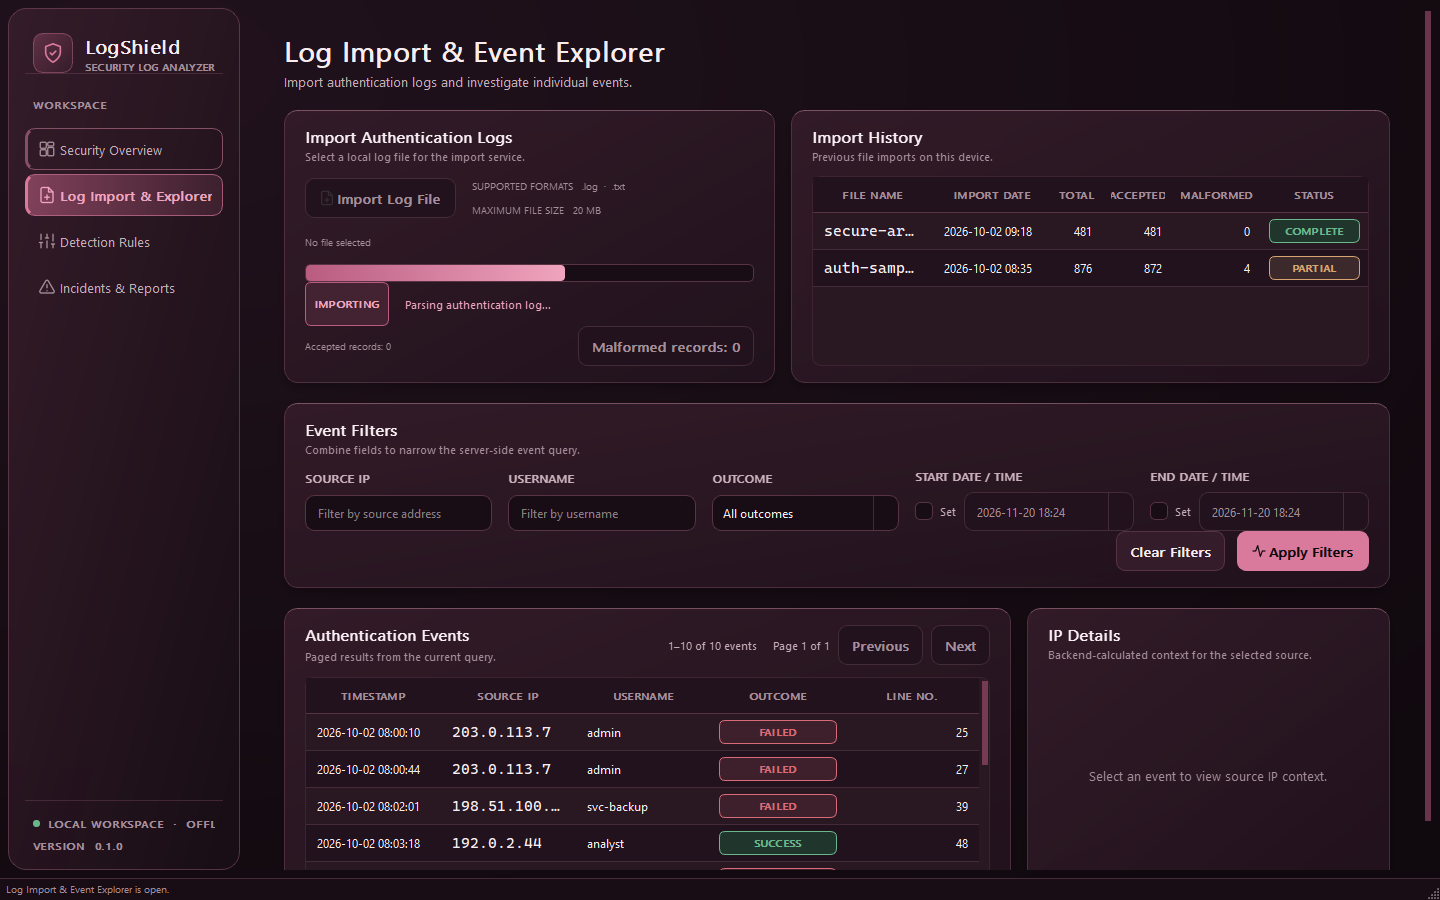 LogShield
SECURITY LOG ANALYZER
WORKSPACE
Security Overview
Log Import & Explorer
Detection Rules
Incidents & Reports
LOCAL WORKSPACE · OFFL
VERSION 0.1.0
Log Import & Event Explorer
Import authentication logs and investigate individual events.
Import Authentication Logs
Select a local log file for the import service.
Import Log File
SUPPORTED FORMATS .log · .txt
MAXIMUM FILE SIZE 20 MB
No file selected
IMPORTING Parsing authentication log...
Accepted records: 0
Malformed records: 0
Import History
Previous file imports on this device.
FILE NAME IMPORT DATE TOTAL ACCEPTED MALFORMED STATUS
secure-ar... 2026-10-02 09:18 481 481 0 COMPLETE
auth-samp... 2026-10-02 08:35 876 872 4 PARTIAL
Event Filters
Combine fields to narrow the server-side event query.
SOURCE IP USERNAME OUTCOME START DATE / TIME END DATE / TIME
Filter by source address Filter by username All outcomes Set 2026-11-20 18:24 Set 2026-11-20 18:24
Clear Filters Apply Filters
Authentication Events
Paged results from the current query.
1–10 of 10 events Page 1 of 1 Previous Next
TIMESTAMP SOURCE IP USERNAME OUTCOME LINE NO.
2026-10-02 08:00:10 203.0.113.7 admin FAILED 25
2026-10-02 08:00:44 203.0.113.7 admin FAILED 27
2026-10-02 08:02:01 198.51.100.... svc-backup FAILED 39
2026-10-02 08:03:18 192.0.2.44 analyst SUCCESS 48
IP Details
Backend-calculated context for the selected source.
Select an event to view source IP context.
Log Import & Event Explorer is open.